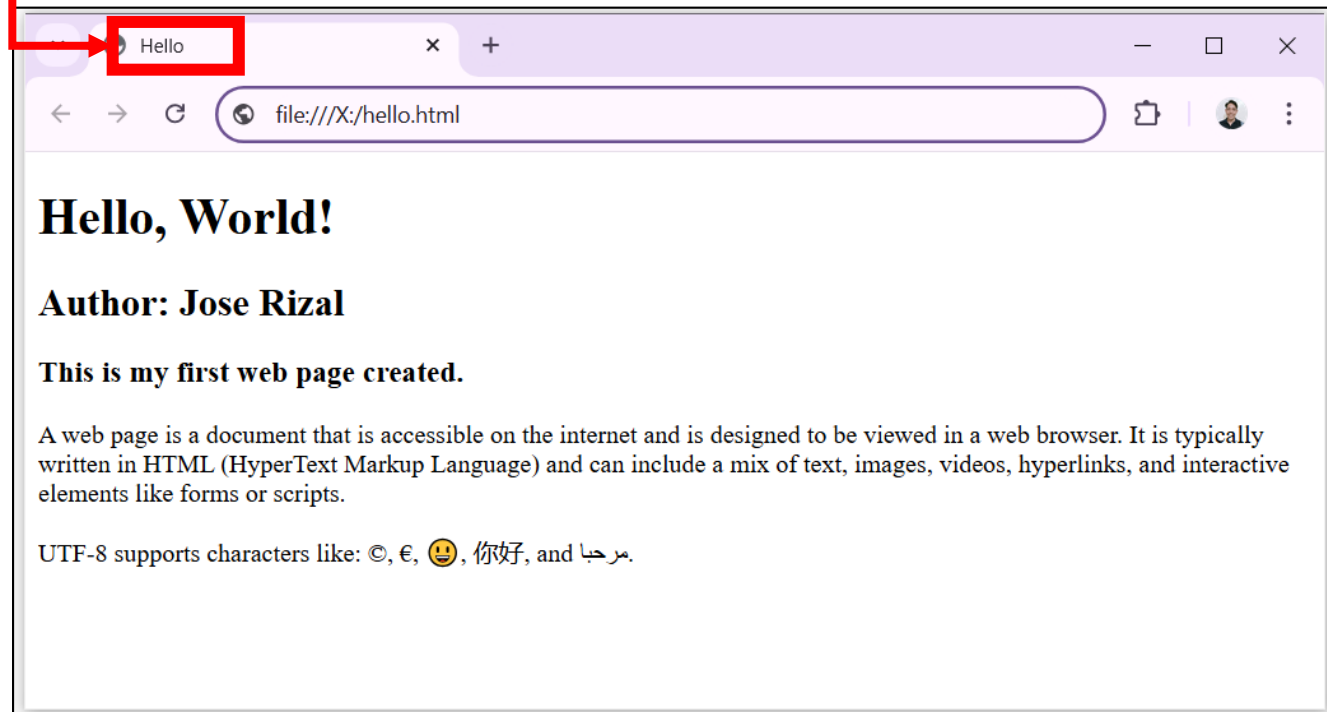 Hello
file:///X:/hello.html
Hello, World!
Author: Jose Rizal
This is my first web page created.
A web page is a document that is accessible on the internet and is designed to be viewed in a web browser. It is typically
written in HTML (HyperText Markup Language) and can include a mix of text, images, videos, hyperlinks, and interactive
elements like forms or scripts.
UTF-8 supports characters like: ©, €, 😃, 你好, and مرحبا.